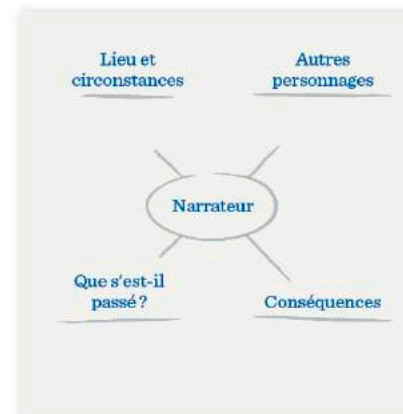 Lieu et
circonstances
Autres
personnages
Narrateur
Que s'est-il
passé ?
Conséquences